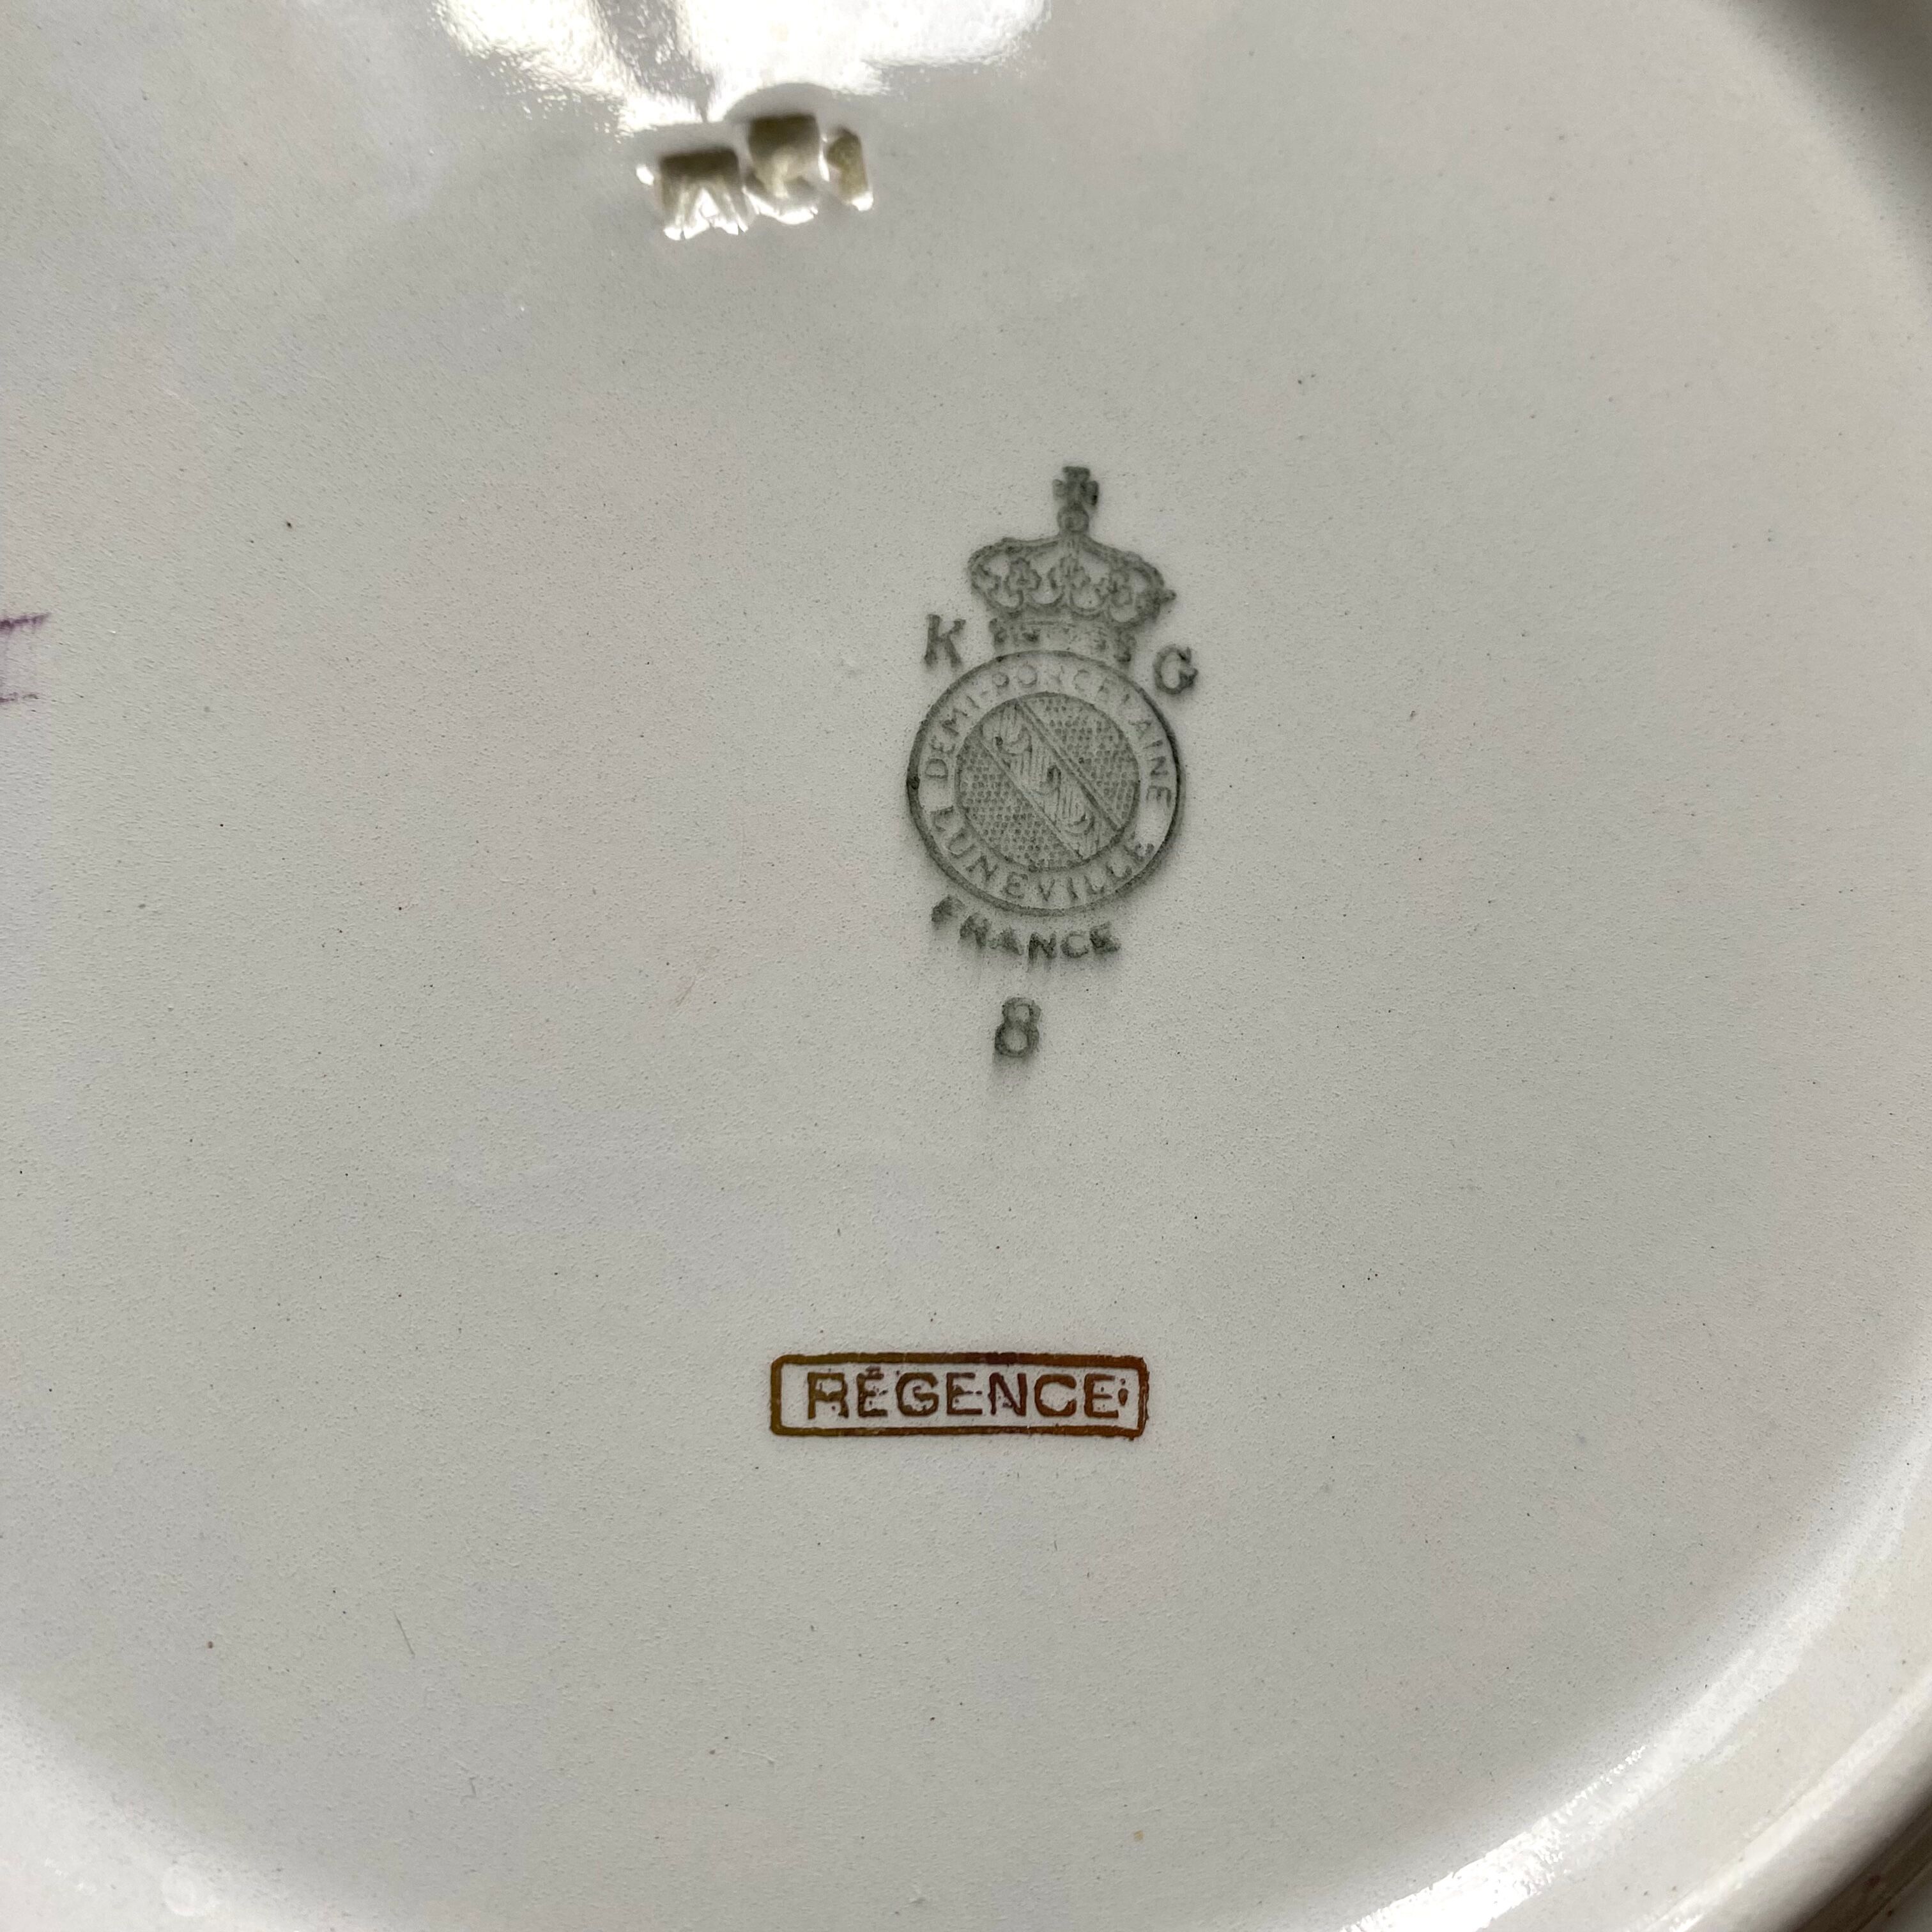 K G
DEMI-PORCELAINE
LUNEVILLE
FRANCE
8
RÉGENCE